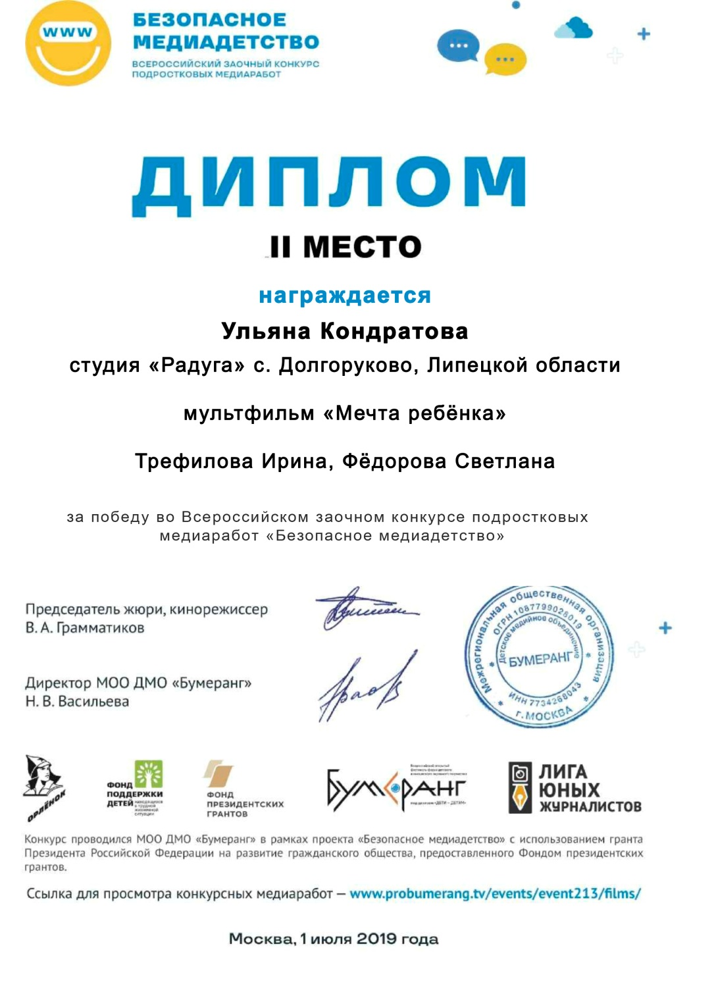 www
БЕЗОПАСНОЕ
МЕДИАДЕТСТВО
ВСЕРОССИЙСКИЙ ЗАОЧНЫЙ КОНКУРС
ПОДРОСТКОВЫХ МЕДИАРАБОТ
ДИПЛОМ
II МЕСТО
награждается
Ульяна Кондратова
студия «Радуга» с. Долгоруково, Липецкой области
мультфильм «Мечта ребёнка»
Трефилова Ирина, Фёдорова Светлана
за победу во Всероссийском заочном конкурсе подростковых
медиаработ «Безопасное медиадетство»
Председатель жюри, кинорежиссер
В. А. Грамматиков
Директор МОО ДМО «Бумеранг»
Н. В. Васильева
Межрегиональная общественная организация
ОГРН 1087799026019
Детское медийное объединение
БУМЕРАНГ
ИНН 7734268043
г. МОСКВА
ОРЛЁНОК
ФОНД
ПОДДЕРЖКИ
ДЕТЕЙ
находящихся
в трудной
жизненной
ситуации
ФОНД
ПРЕЗИДЕНТСКИХ
ГРАНТОВ
Всероссийский открытый
БУМЕРАНГ
«ДЕТИ – ДЕТЯМ»
ЛИГА
ЮНЫХ
ЖУРНАЛИСТОВ
Конкурс проводился МОО ДМО «Бумеранг» в рамках проекта «Безопасное медиадетство» с использованием гранта
Президента Российской Федерации на развитие гражданского общества, предоставленного Фондом президентских
грантов.
Ссылка для просмотра конкурсных медиаработ – www.probumerang.tv/events/event213/films/
Москва, 1 июля 2019 года